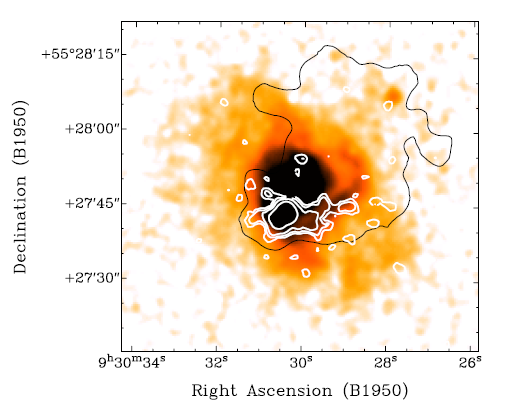 +55°28′15″
+28′00″
+27′45″
+27′30″
Declination (B1950)
9ʰ30ᵐ34ˢ 32ˢ 30ˢ 28ˢ 26ˢ
Right Ascension (B1950)